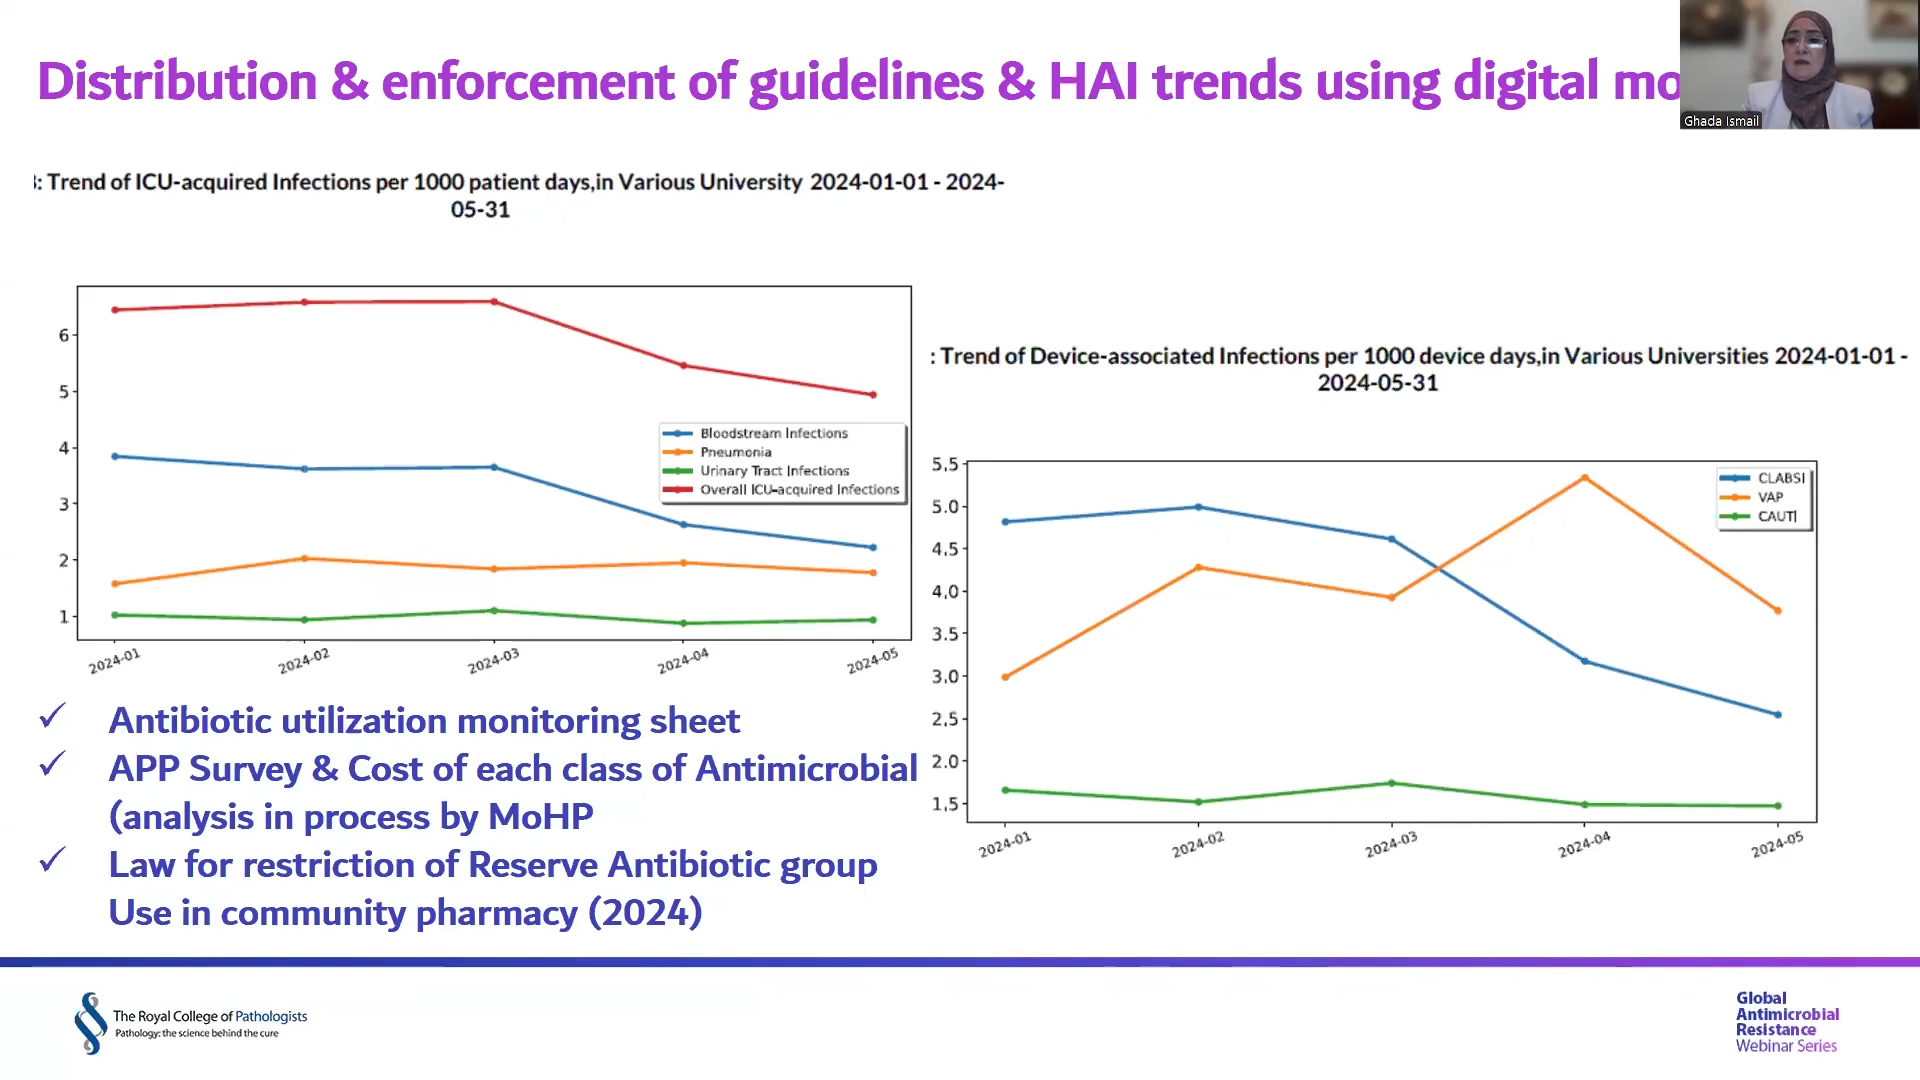 Distribution & enforcement of guidelines & HAI trends using digital mo
Ghada Ismail
: Trend of ICU-acquired Infections per 1000 patient days,in Various University 2024-01-01 - 2024-
05-31
6
5
4
3
2
1
Bloodstream Infections
Pneumonia
Urinary Tract Infections
Overall ICU-acquired Infections
2024-01
2024-02
2024-03
2024-04
2024-05
: Trend of Device-associated Infections per 1000 device days,in Various Universities 2024-01-01 -
2024-05-31
5.5
5.0
4.5
4.0
3.5
3.0
2.5
2.0
1.5
CLABSI
VAP
CAUTI
2024-01
2024-02
2024-03
2024-04
2024-05
✓ Antibiotic utilization monitoring sheet
✓ APP Survey & Cost of each class of Antimicrobial
(analysis in process by MoHP
✓ Law for restriction of Reserve Antibiotic group
Use in community pharmacy (2024)
The Royal College of Pathologists
Pathology: the science behind the cure
Global
Antimicrobial
Resistance
Webinar Series